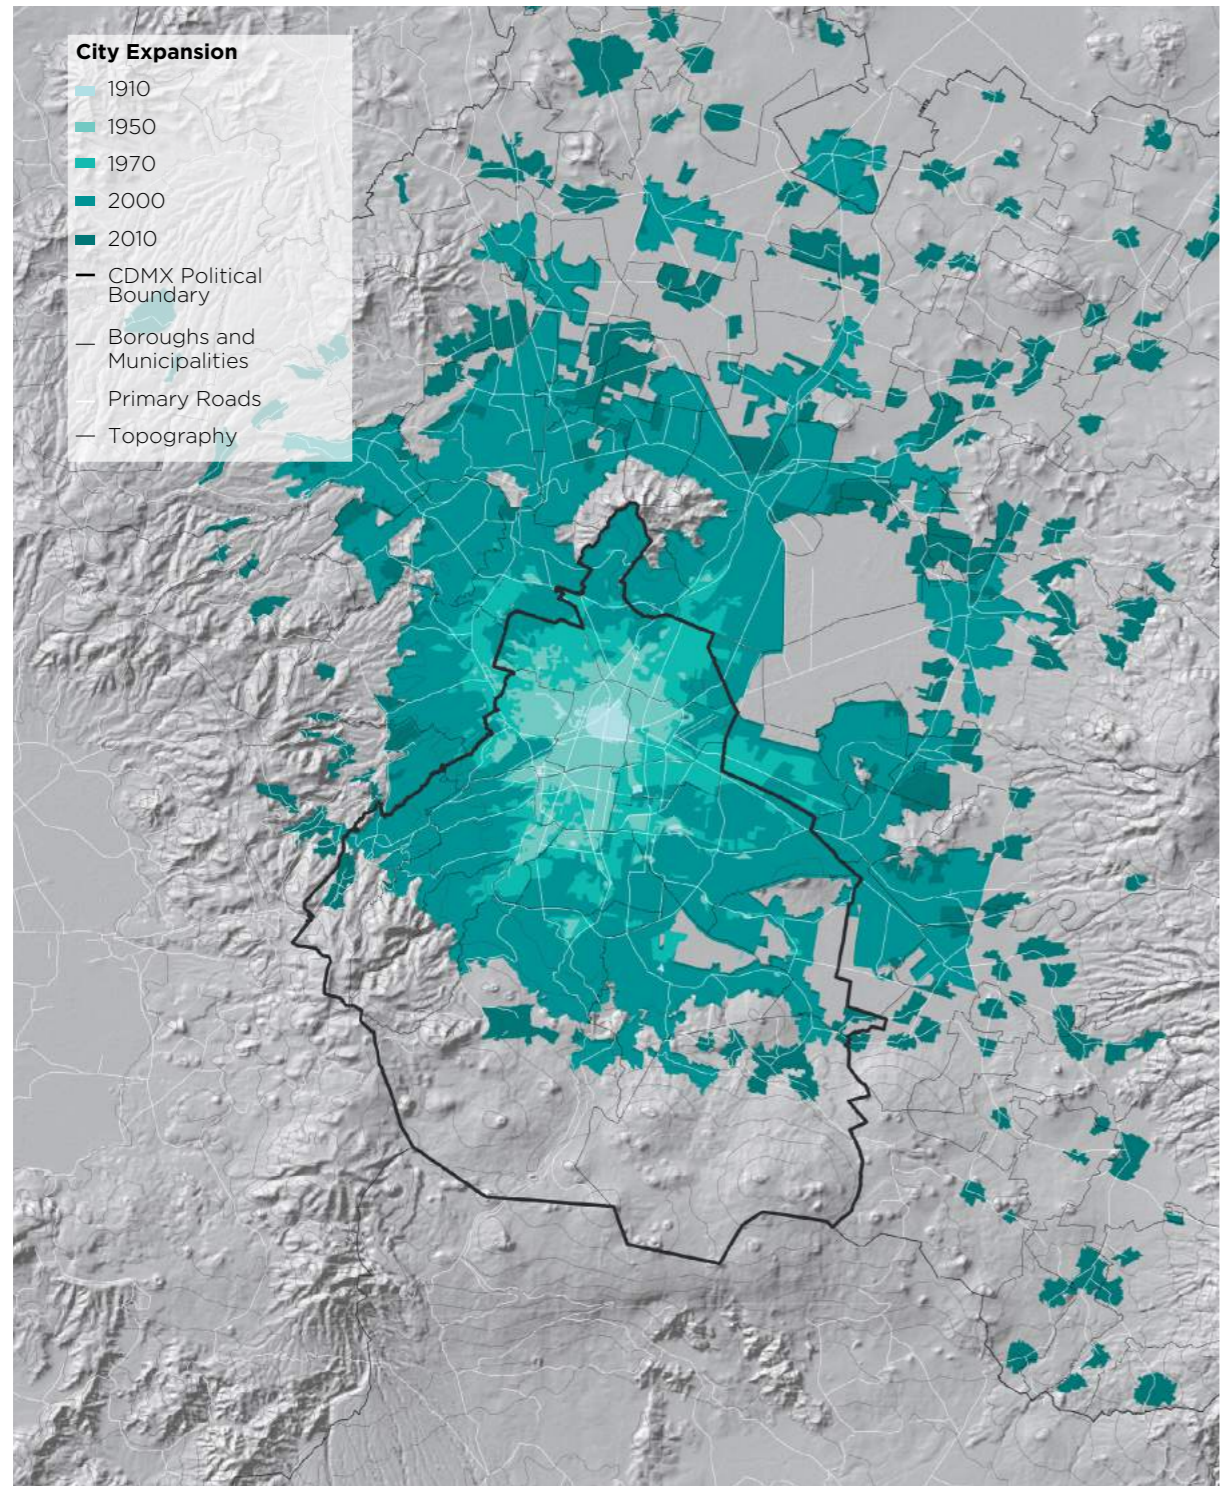 City Expansion
1910
1950
1970
2000
2010
CDMX Political
Boundary
Boroughs and
Municipalities
Primary Roads
Topography